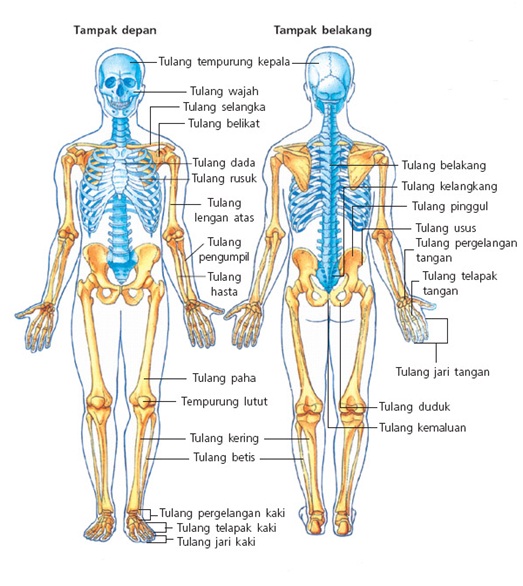 Tampak depan
Tampak belakang
Tulang tempurung kepala
Tulang wajah
Tulang selangka
Tulang belikat
Tulang dada
Tulang rusuk
Tulang
lengan atas
Tulang
pengumpil
Tulang
hasta
Tulang paha
Tempurung lutut
Tulang kering
Tulang betis
Tulang pergelangan kaki
Tulang telapak kaki
Tulang jari kaki
Tulang belakang
Tulang kelangkang
Tulang pinggul
Tulang usus
Tulang pergelangan
tangan
Tulang telapak
tangan
Tulang jari tangan
Tulang duduk
Tulang kemaluan